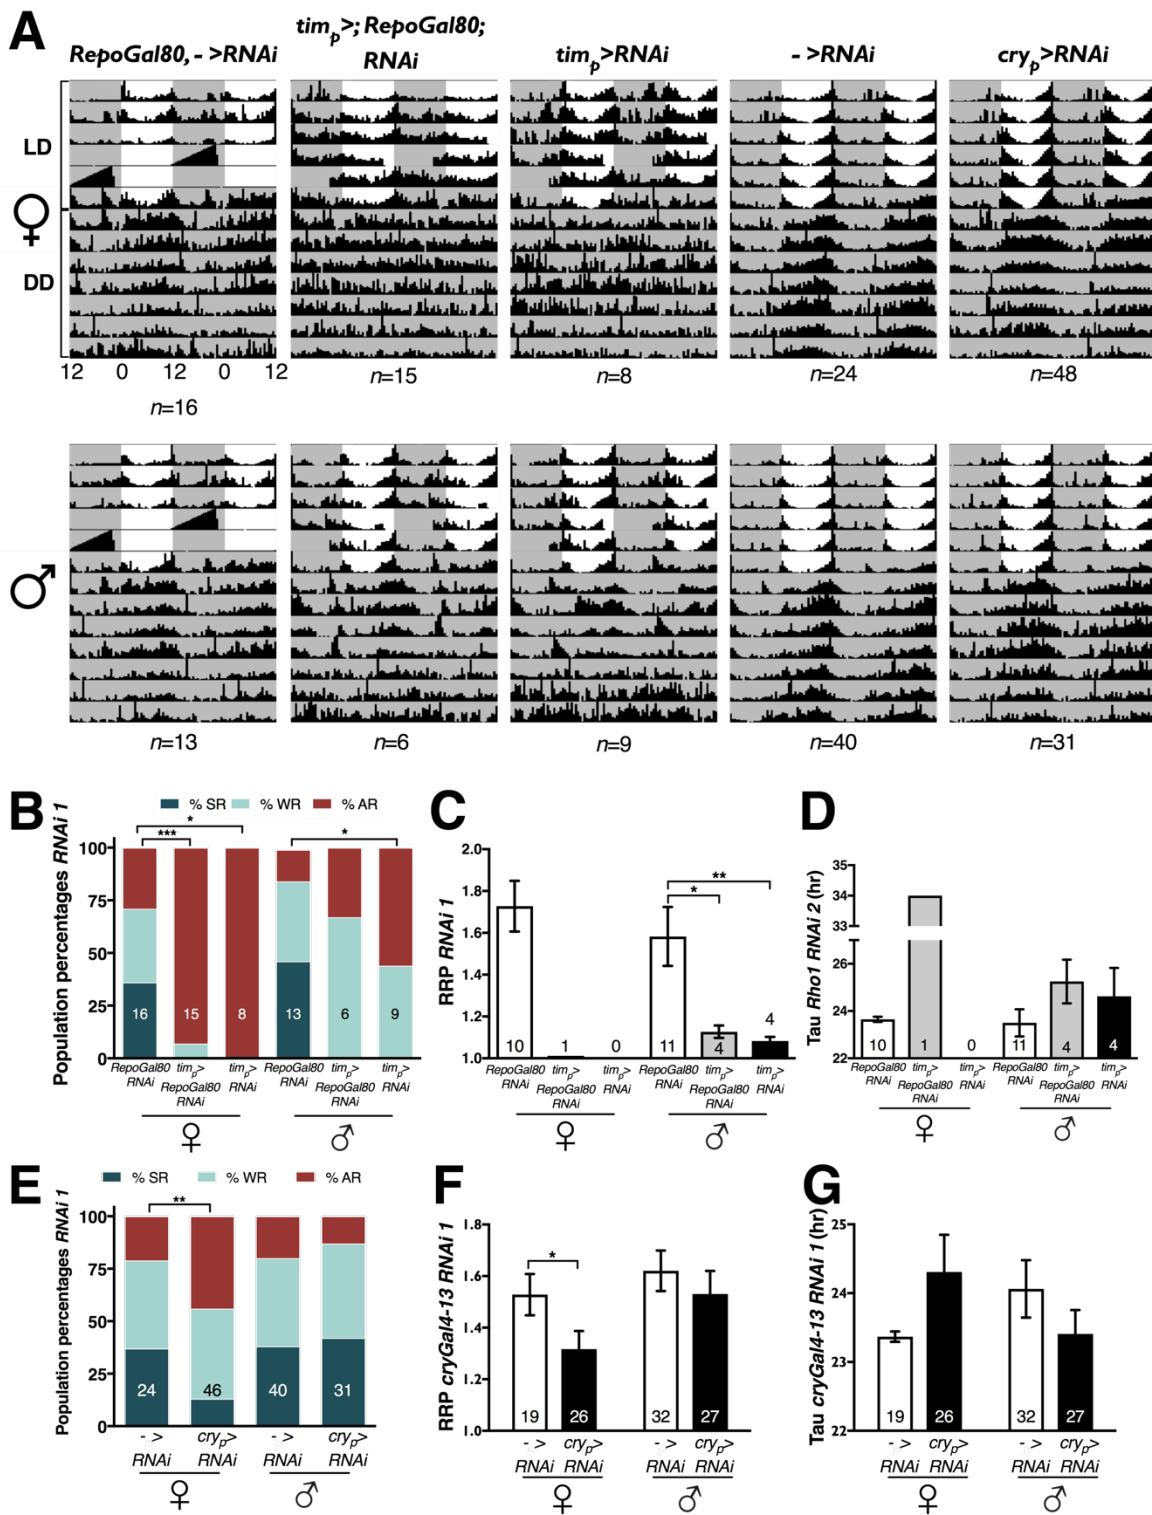 A
RepoGal80, - >RNAi
timp>; RepoGal80;
RNAi
timp>RNAi
- >RNAi
cryp>RNAi
LD
♀
DD
12 0 12 0 12
n=16
n=15
n=8
n=24
n=48
♂
n=13
n=6
n=9
n=40
n=31
B
% SR % WR % AR
Population percentages RNAi 1
100
75
50
25
0
*
***
*
16 15 8 13 6 9
RepoGal80 RNAi
timp> RepoGal80 RNAi
timp> RNAi
RepoGal80 RNAi
timp> RepoGal80 RNAi
timp> RNAi
♀ ♂
C
RRP RNAi 1
2.0
1.8
1.6
1.4
1.2
1.0
**
*
10 1 0 11 4 4
RepoGal80 RNAi
timp> RepoGal80 RNAi
timp> RNAi
RepoGal80 RNAi
timp> RepoGal80 RNAi
timp> RNAi
♀ ♂
D
Tau Rho1 RNAi 2 (hr)
35
34
33
26
24
22
10 1 0 11 4 4
RepoGal80 RNAi
timp> RepoGal80 RNAi
timp> RNAi
RepoGal80 RNAi
timp> RepoGal80 RNAi
timp> RNAi
♀ ♂
E
% SR % WR % AR
Population percentages RNAi 1
100
75
50
25
0
**
24 46 40 31
- > RNAi
cryp> RNAi
- > RNAi
cryp> RNAi
♀ ♂
F
RRP cryGal4-13 RNAi 1
1.8
1.6
1.4
1.2
1.0
*
19 26 32 27
- > RNAi
cryp> RNAi
- > RNAi
cryp> RNAi
♀ ♂
G
Tau cryGal4-13 RNAi 1 (hr)
25
24
23
22
19 26 32 27
- > RNAi
cryp> RNAi
- > RNAi
cryp> RNAi
♀ ♂